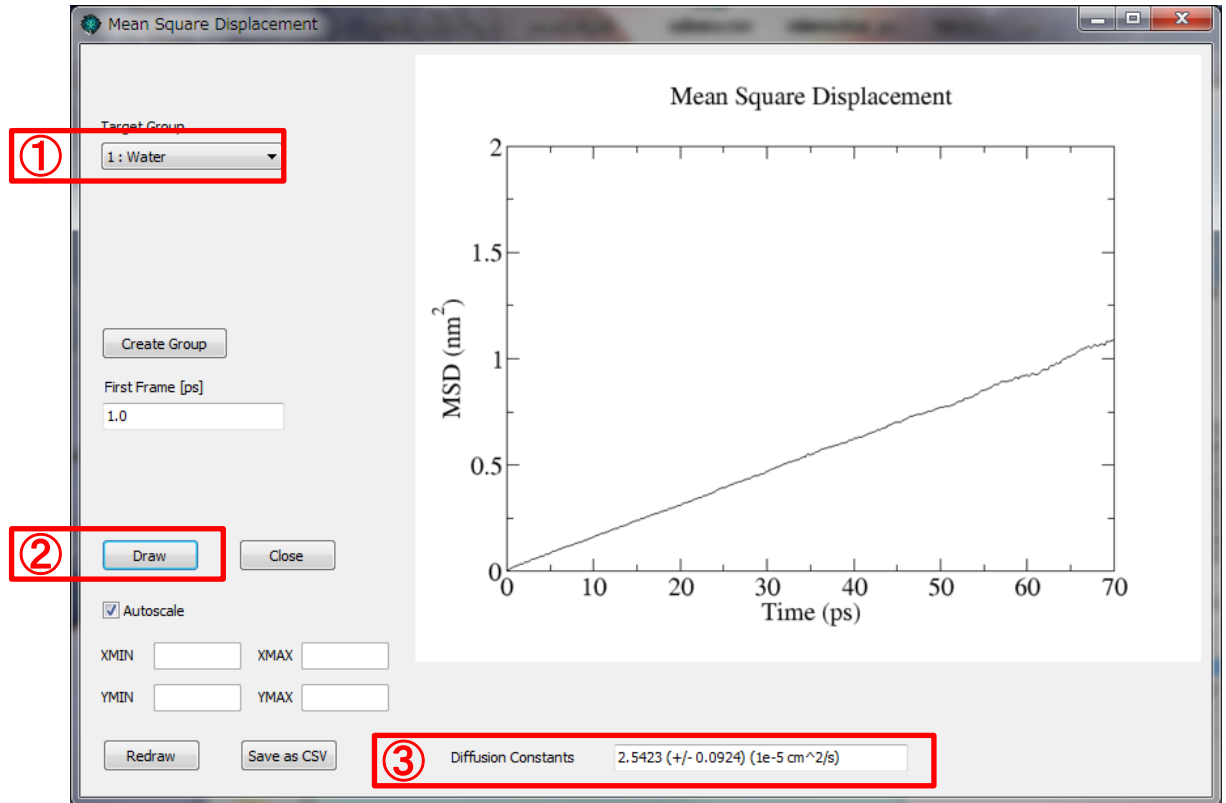 Mean Square Displacement
Target Group
①
1 : Water
Create Group
First Frame [ps]
1.0
②
Draw
Close
Autoscale
XMIN
XMAX
YMIN
YMAX
Redraw
Save as CSV
Mean Square Displacement
2
1.5
1
0.5
0
MSD (nm²)
0 10 20 30 40 50 60 70
Time (ps)
③
Diffusion Constants
2.5423 (+/- 0.0924) (1e-5 cm^2/s)